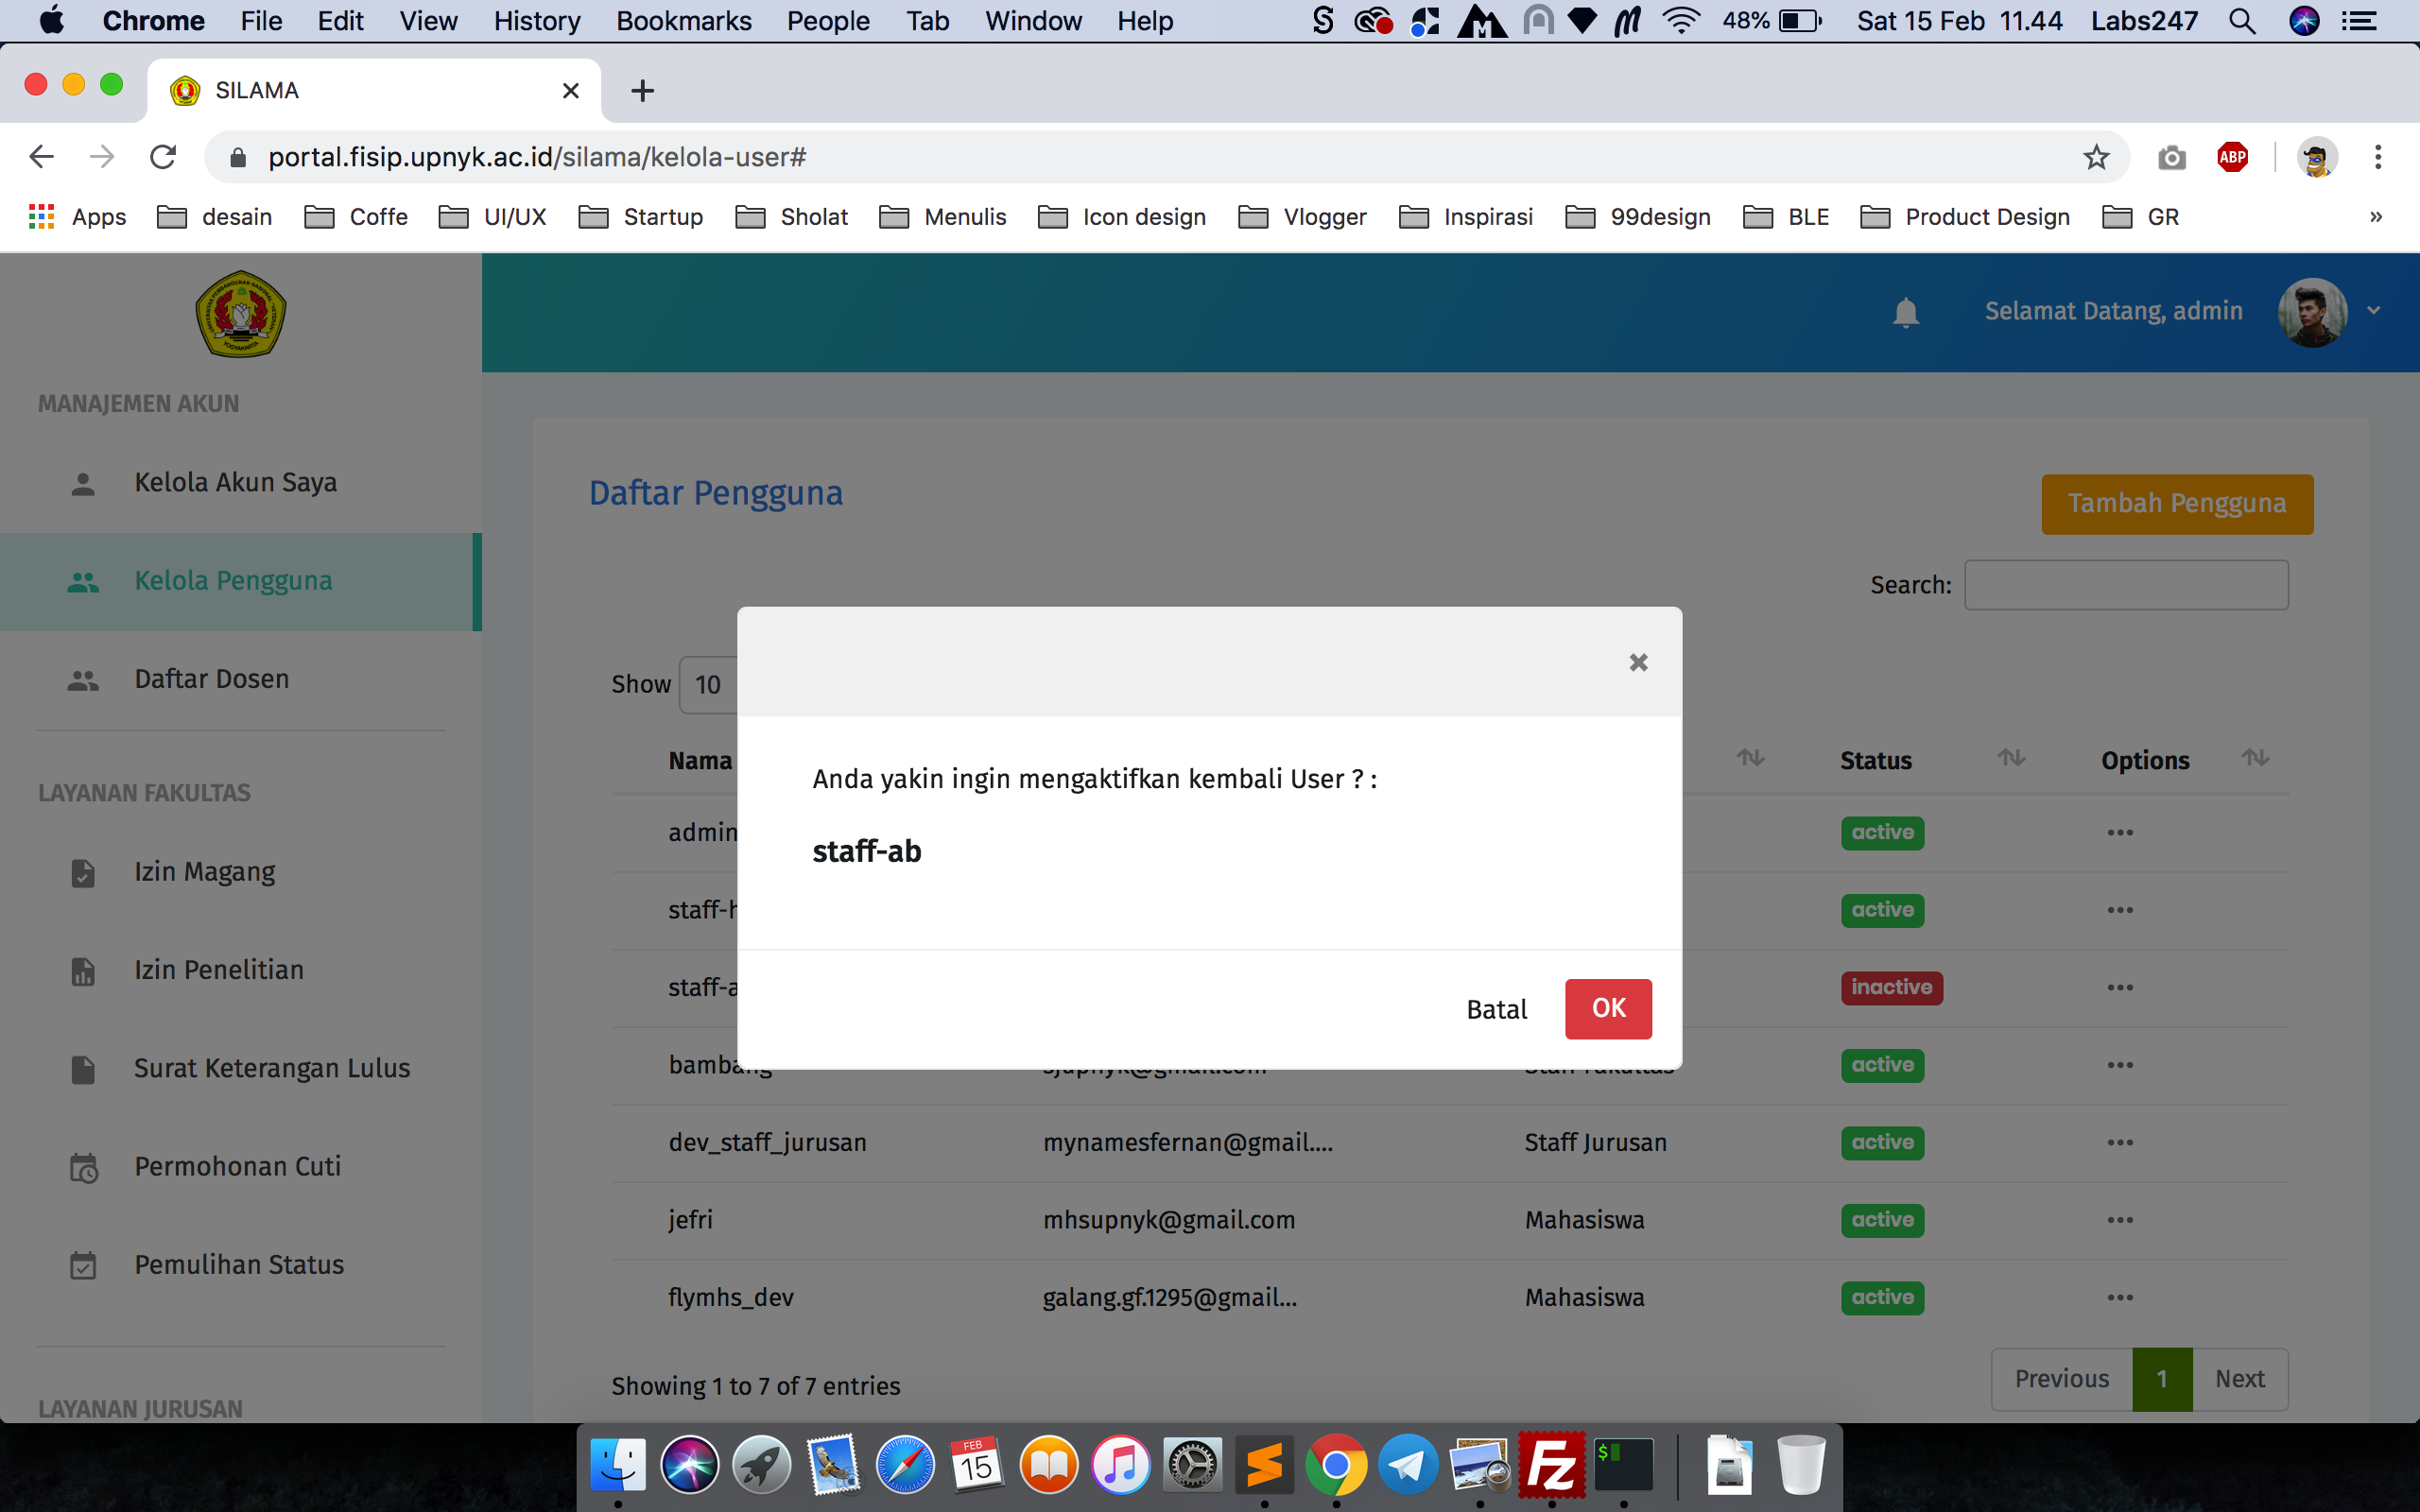 Chrome File Edit View History Bookmarks People Tab Window Help 48% Sat 15 Feb 11.44 Labs247
SILAMA
portal.fisip.upnyk.ac.id/silama/kelola-user#
ABP
Apps desain Coffe UI/UX Startup Sholat Menulis Icon design Vlogger Inspirasi 99design BLE Product Design GR »
Selamat Datang, admin
MANAJEMEN AKUN
Kelola Akun Saya
Kelola Pengguna
Daftar Dosen
LAYANAN FAKULTAS
Izin Magang
Izin Penelitian
Surat Keterangan Lulus
Permohonan Cuti
Pemulihan Status
LAYANAN JURUSAN
Daftar Pengguna
Tambah Pengguna
Search:
Show 10
Nama Status Options
admin active
staff-h active
staff-a inactive
bambang active
dev_staff_jurusan mynamesfernan@gmail.... Staff Jurusan active
jefri mhsupnyk@gmail.com Mahasiswa active
flymhs_dev galang.gf.1295@gmail... Mahasiswa active
Showing 1 to 7 of 7 entries
Previous 1 Next
Anda yakin ingin mengaktifkan kembali User ? :
staff-ab
Batal OK
FEB
15
Fz
$